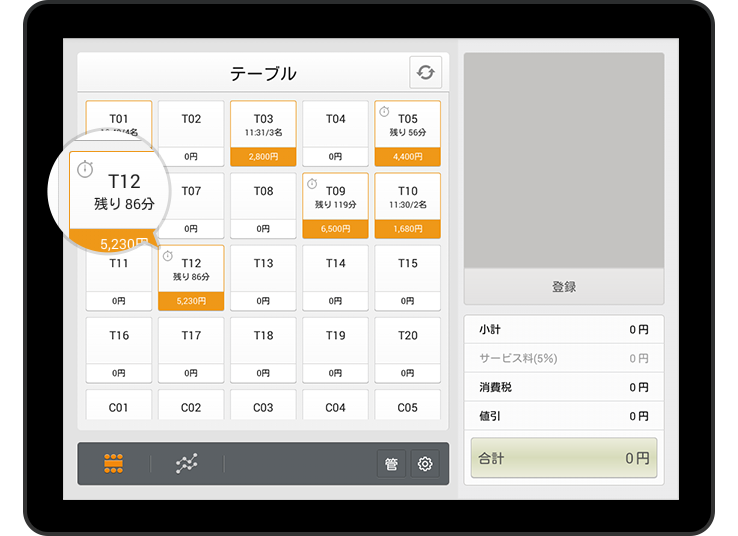 テーブル
T01
T02
0円
T03
11:31/3名
2,800円
T04
0円
T05
残り 56分
4,400円
T12
残り 86分
5,230円
T07
0円
T08
0円
T09
残り 119分
6,500円
T10
11:30/2名
1,680円
T11
0円
T12
残り 86分
5,230円
T13
0円
T14
0円
T15
0円
T16
0円
T17
0円
T18
0円
T19
0円
T20
0円
C01
C02
C03
C04
C05
管
登録
小計 0 円
サービス料(5%) 0 円
消費税 0 円
値引 0 円
合計 0 円